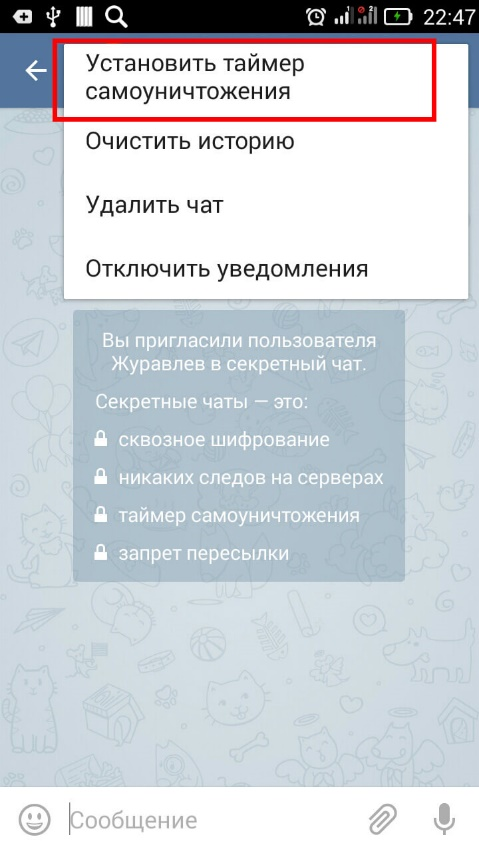 22:47
Установить таймер
самоуничтожения
Очистить историю
Удалить чат
Отключить уведомления
Вы пригласили пользователя
Журавлев в секретный чат.
Секретные чаты — это:
сквозное шифрование
никаких следов на серверах
таймер самоуничтожения
запрет пересылки
Сообщение